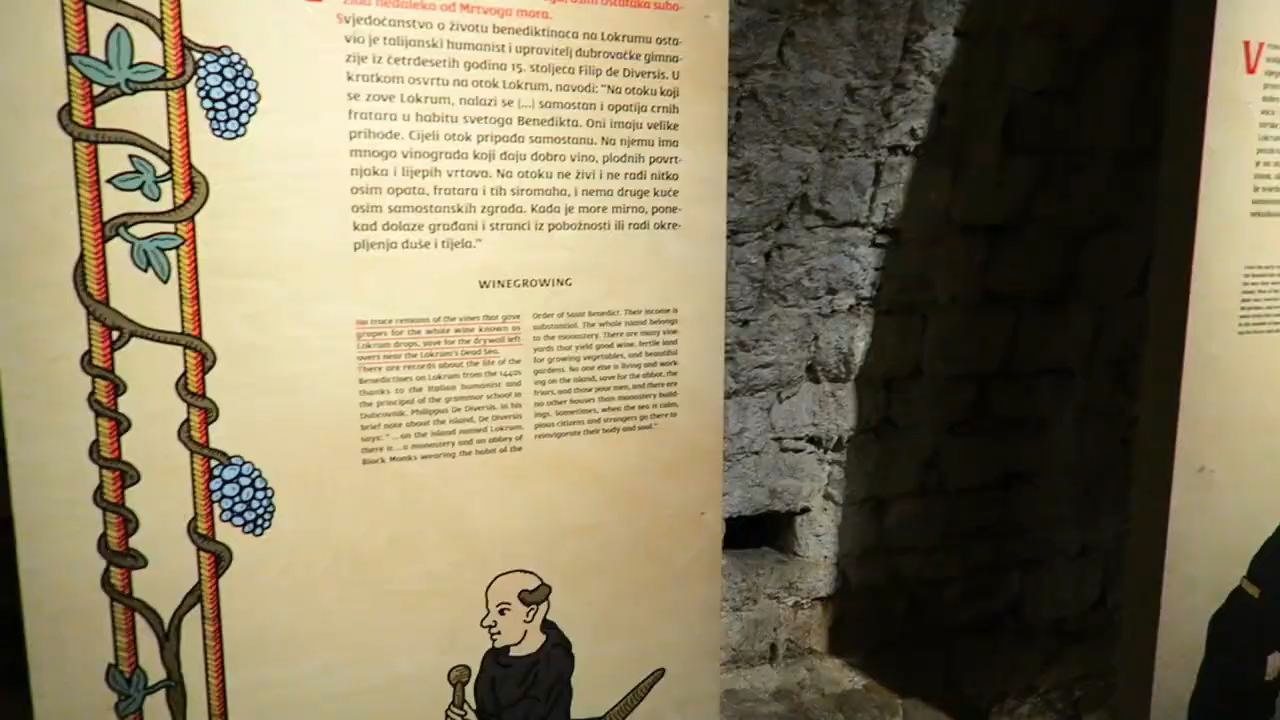 Zida nedaleko od Mrtvoga mora.
Svjedočanstvo o životu benediktinaca na Lokrumu osta-
vio je talijanski humanist i upravitelj dubrovačke gimna-
zije iz četrdesetih godina 15. stoljeća Filip de Diversis. U
kratkom osvrtu na otok Lokrum, navodi: "Na otoku koji
se zove Lokrum, nalazi se (...) samostan i opatija crnih
fratara u habitu svetoga Benedikta. Oni imaju velike
prihode. Cijeli otok pripada samostanu. Na njemu ima
mnogo vinograda koji daju dobro vino, plodnih povrt-
njaka i lijepih vrtova. Na otoku ne živi i ne radi nitko
osim opata, fratara i tih siromaha, i nema druge kuće
osim samostanskih zgrada. Kada je more mirno, pone-
kad dolaze građani i stranci iz pobožnosti ili radi okre-
pljenja duše i tijela."
WINEGROWING
No trace remains of the vines that gave
grapes for the white wine known as
Lokrum drops, save for the drywall left
overs near the Lokrum's Dead Sea.
There are records about the life of the
Benedictines on Lokrum from the 1440s
thanks to the Italian humanist and
the principal of the grammar school in
Dubrovnik, Philippus De Diversis. In his
brief note about the island, De Diversis
says: "...on the island named Lokrum,
there is...a monastery and an abbey of
Black Monks wearing the habit of the
Order of Saint Benedict. Their income is
substantial. The whole island belongs
to the monastery. There are many vine-
yards that yield good wine, fertile land
for growing vegetables, and beautiful
gardens. No one else is living and work-
ing on the island, save for the abbot, the
friars, and those poor men, and there are
no other houses than monastery build-
ings. Sometimes, when the sea is calm,
pious citizens and strangers go there to
reinvigorate their body and soul."
V